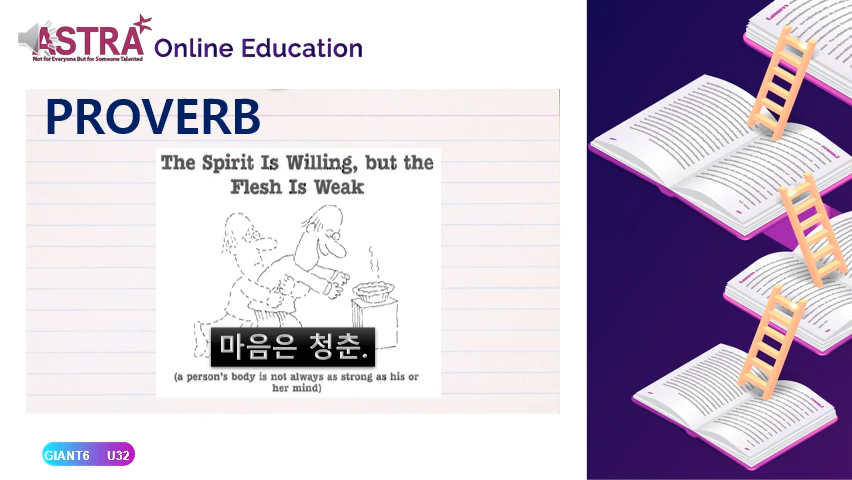 ASTRA
Not for Everyone But for Someone Talented
Online Education
PROVERB
The Spirit Is Willing, but the
Flesh Is Weak
마음은 청춘.
(a person's body is not always as strong as his or
her mind)
GIANT6 U32